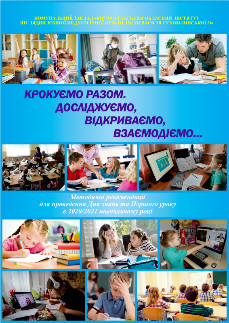 КРОКУЄМО РАЗОМ.
ДОСЛІДЖУЄМО,
ВІДКРИВАЄМО,
ВЗАЄМОДІЄМО...
Методичні рекомендації
для проведення Дня знань та Першого уроку
в 2020-2021 навчальному році